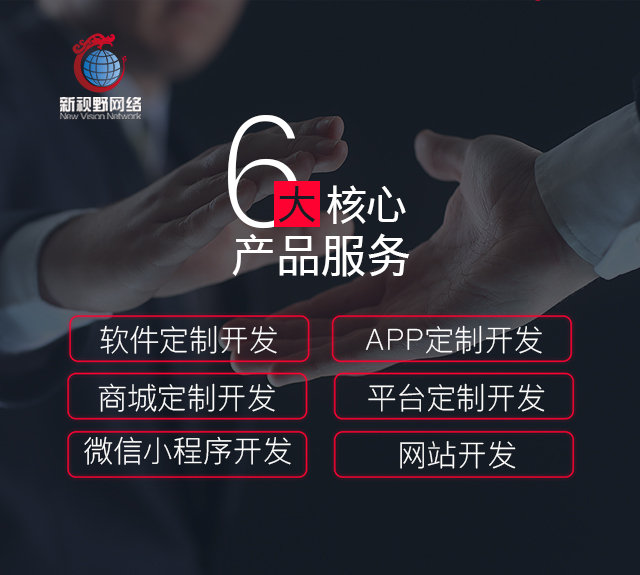 新视野网络
New Vision Network
6大核心
产品服务
软件定制开发
APP定制开发
商城定制开发
平台定制开发
微信小程序开发
网站开发